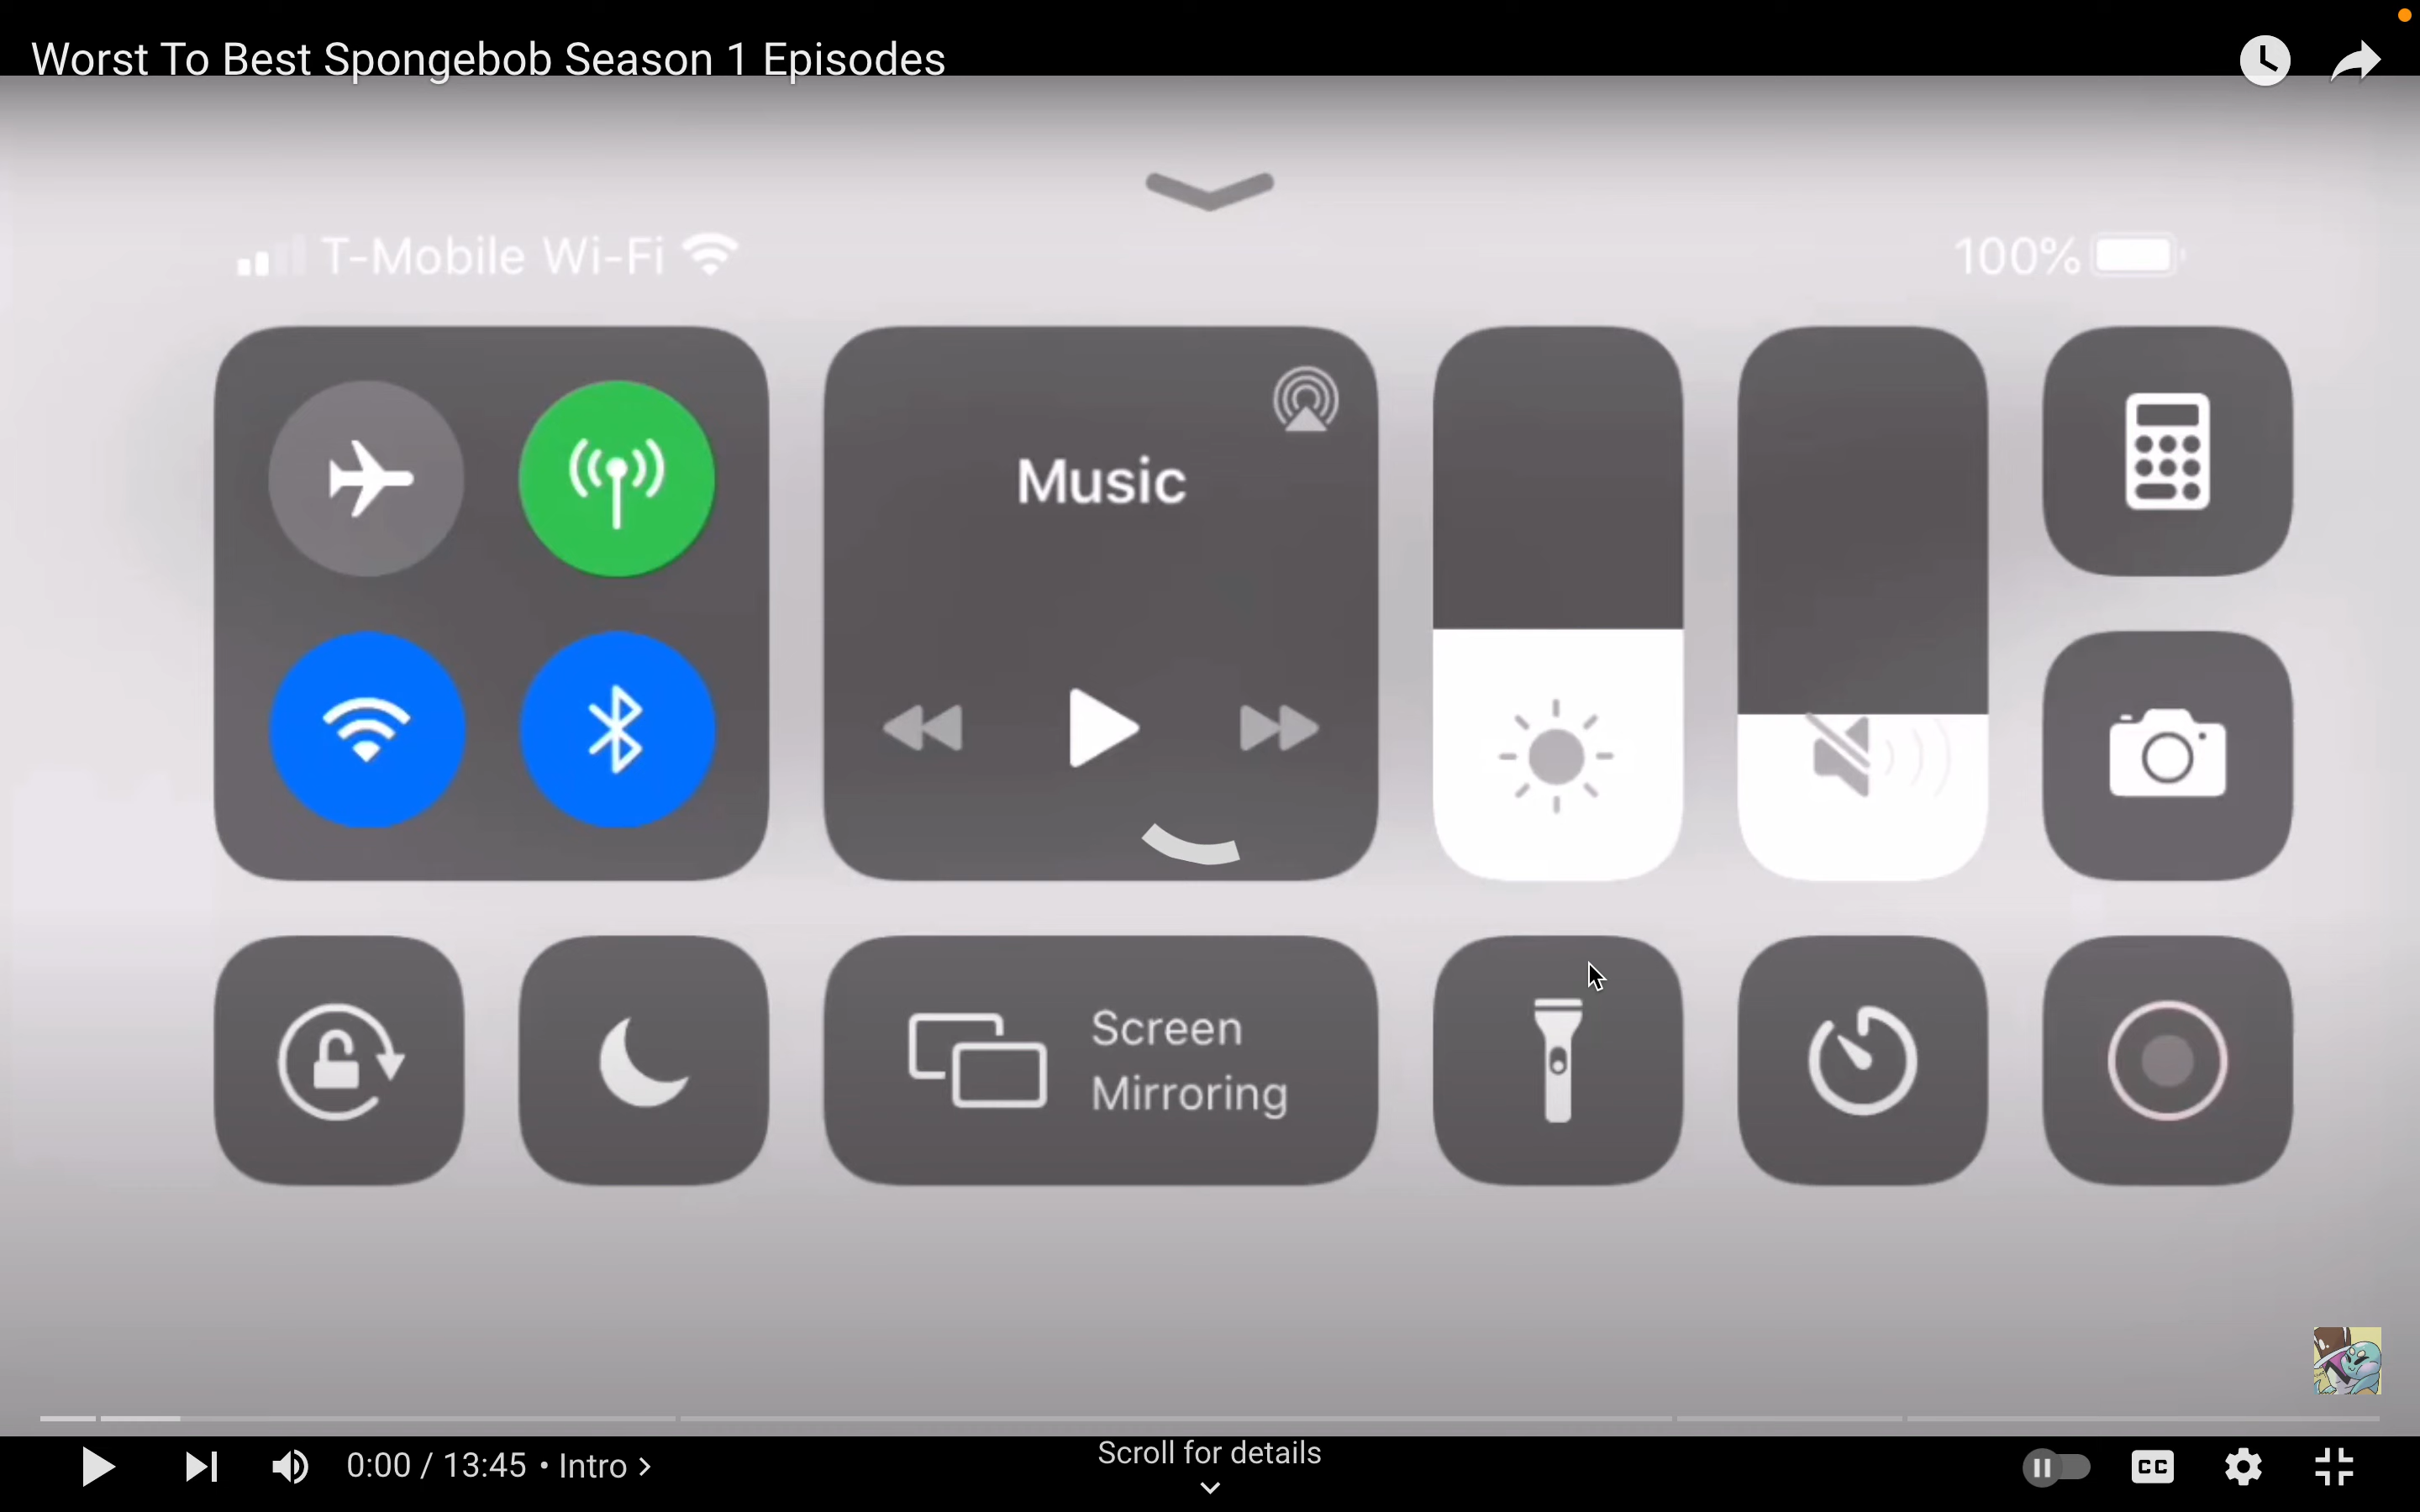 Worst To Best Spongebob Season 1 Episodes
T-Mobile Wi-Fi
100%
Music
Screen
Mirroring
Scroll for details
0:00 / 13:45 • Intro >
CC